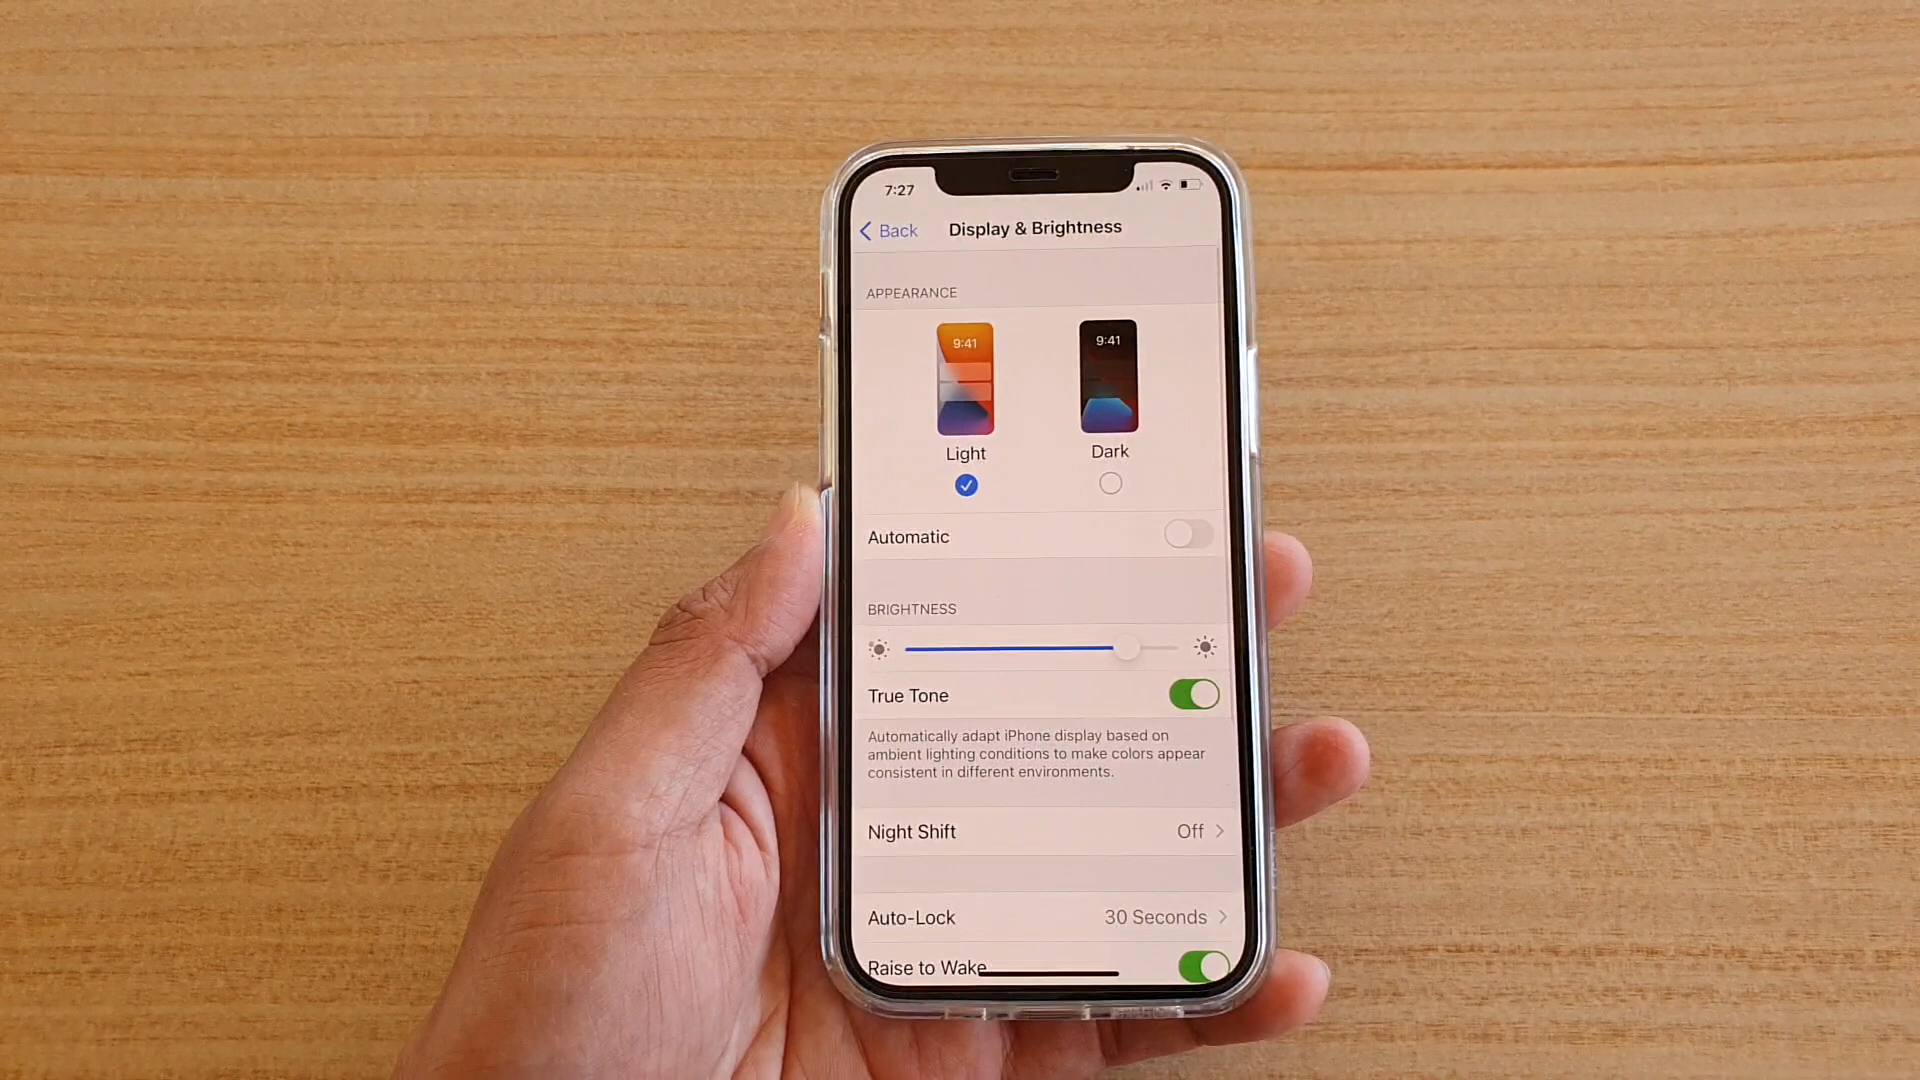 7:27
Back
Display & Brightness
APPEARANCE
9:41
9:41
Light
Dark
Automatic
BRIGHTNESS
True Tone
Automatically adapt iPhone display based on
ambient lighting conditions to make colors appear
consistent in different environments.
Night Shift
Off
Auto-Lock
30 Seconds
Raise to Wake